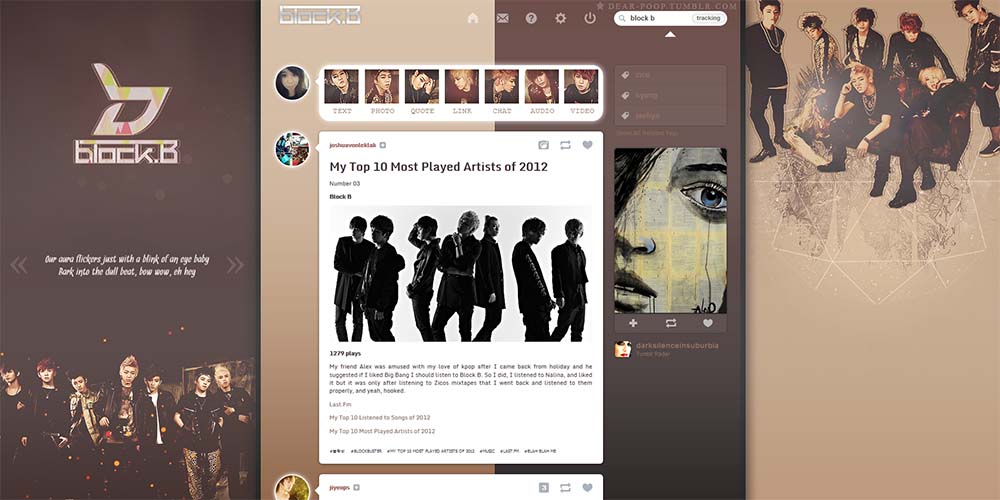 block.B
★ DEAR-POOP.TUMBLR.COM
block b
tracking
block.B
Our aura flickers just with a blink of an eye baby
Bark into the dull beat, bow wow, eh hey
TEXT PHOTO QUOTE LINK CHAT AUDIO VIDEO
zico
kpop
joshuavonleklak
My Top 10 Most Played Artists of 2012
Number 03
Block B
1279 plays
My friend Alex was amused with my love of kpop after I came back from holiday and he
suggested if I liked Big Bang I should listen to Block B. So I did, I listened to Nalina, and liked
it but it was only after listening to Zicos mixtapes that I went back and listened to them
properly, and yeah, hooked.
Last.Fm
My Top 10 Listened to Songs of 2012
My Top 10 Most Played Artists of 2012
#BLOCKBUSTER #MY TOP 10 MOST PLAYED ARTISTS OF 2012 #MUSIC #LAST.FM #BLAH BLAH ME
darksilenceinsuburbia
Tumblr Radar
jiyeups